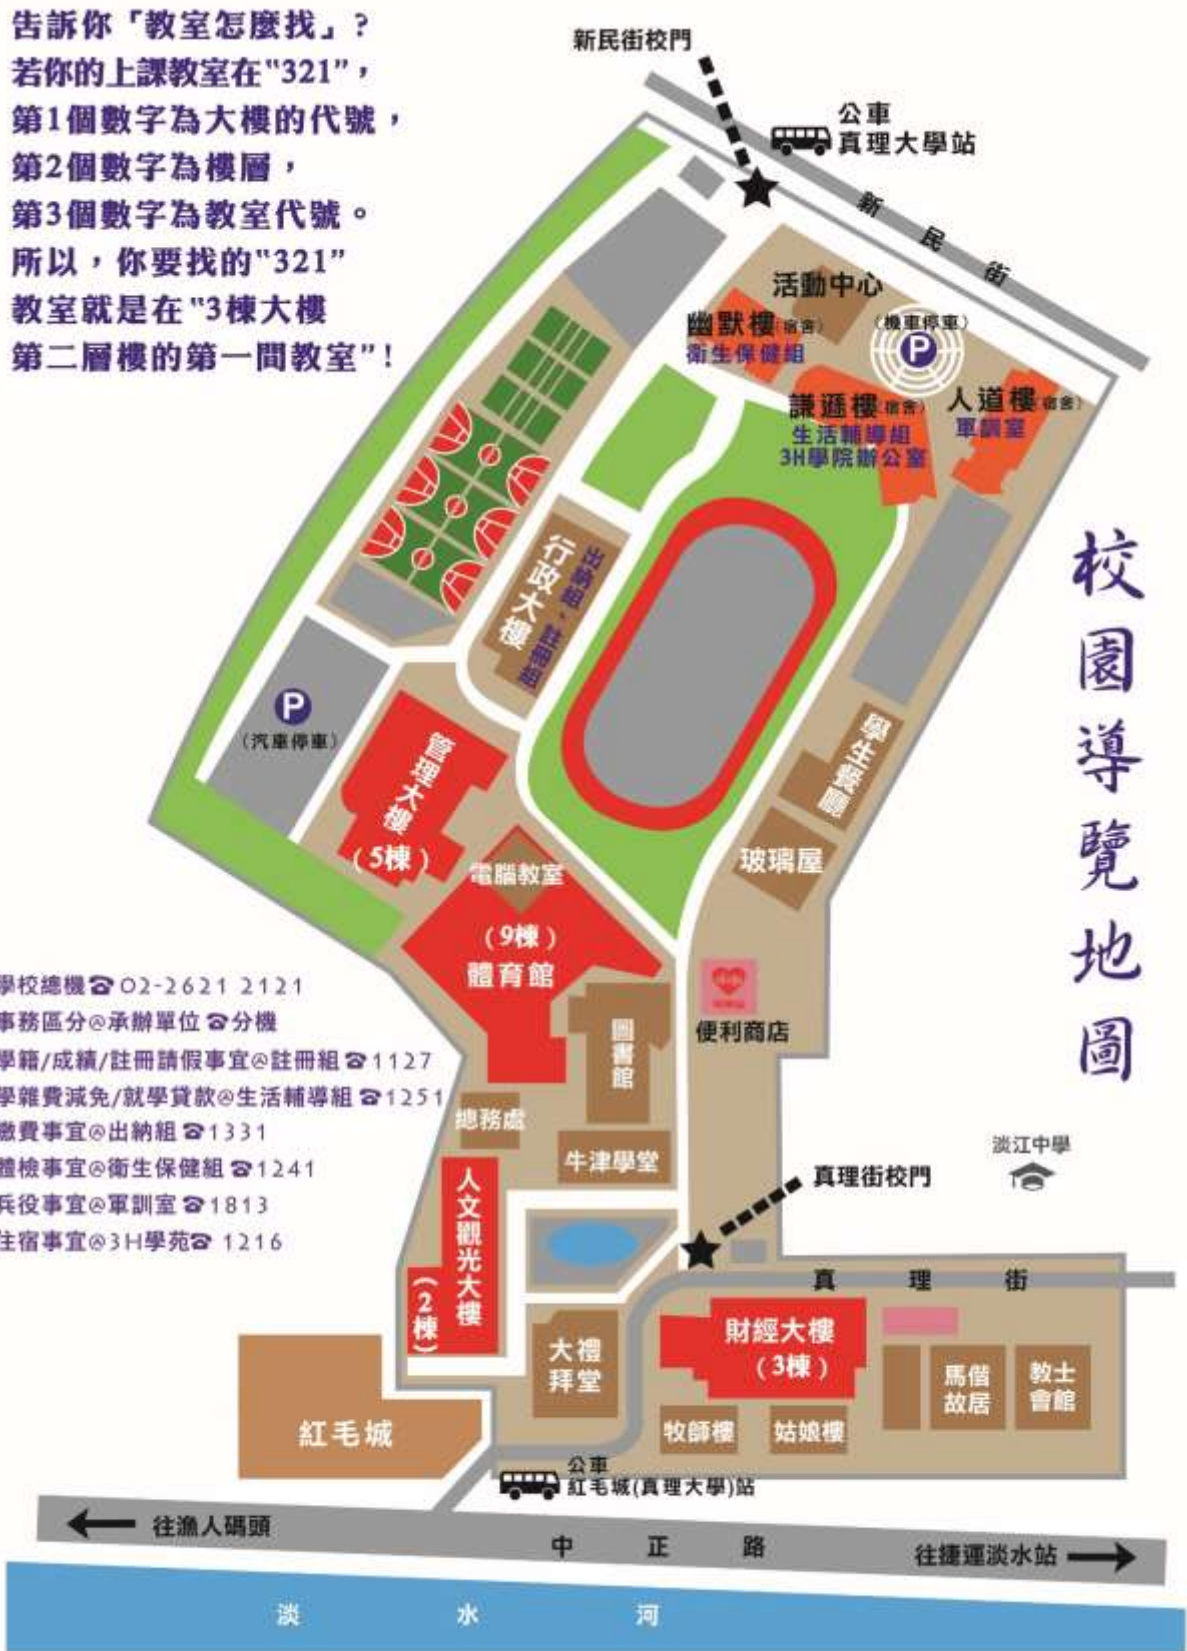 告訴你「教室怎麼找」?
若你的上課教室在"321",
第1個數字為大樓的代號,
第2個數字為樓層,
第3個數字為教室代號。
所以,你要找的"321"
教室就是在"3棟大樓
第二層樓的第一間教室"!
新民街校門
公車
真理大學站
新民街
活動中心
幽默樓(宿舍)
衛生保健組
(機車停車)
P
謙遜樓(宿舍)
生活輔導組
3H學院辦公室
人道樓(宿舍)
軍訓室
校園導覽地圖
行政大樓
出納組、註冊組
P
(汽車停車)
管理大樓
(5棟)
學生餐廳
玻璃屋
電腦教室
(9棟)
體育館
圖書館
便利商店
學校總機☎02-2621 2121
事務區分@承辦單位☎分機
學籍/成績/註冊請假事宜@註冊組☎1127
學雜費減免/就學貸款@生活輔導組☎1251
繳費事宜@出納組☎1331
體檢事宜@衛生保健組☎1241
兵役事宜@軍訓室☎1813
住宿事宜@3H學苑☎ 1216
總務處
牛津學堂
真理街校門
淡江中學
人文觀光大樓
(2棟)
真理街
大禮
拜堂
財經大樓
(3棟)
馬偕
故居
教士
會館
牧師樓
姑娘樓
紅毛城
公車
紅毛城(真理大學)站
往漁人碼頭
中正路
往捷運淡水站
淡水河